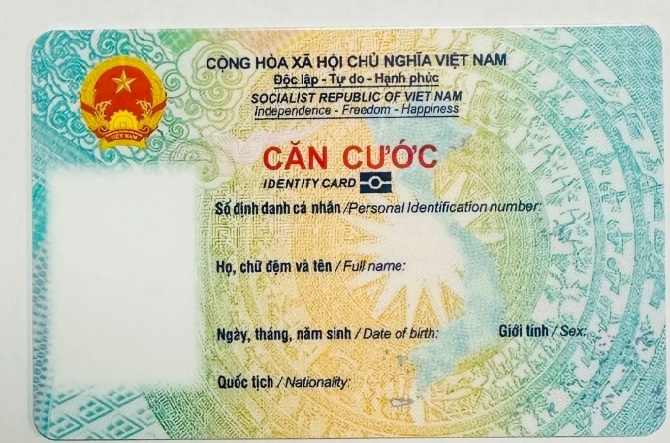 CỘNG HÒA XÃ HỘI CHỦ NGHĨA VIỆT NAM
Độc lập - Tự do - Hạnh phúc
SOCIALIST REPUBLIC OF VIET NAM
Independence - Freedom - Happiness
VIỆT NAM
CĂN CƯỚC
IDENTITY CARD
Số định danh cá nhân /Personal Identification number:
Họ, chữ đệm và tên / Full name:
Ngày, tháng, năm sinh / Date of birth: Giới tính / Sex:
Quốc tịch / Nationality: